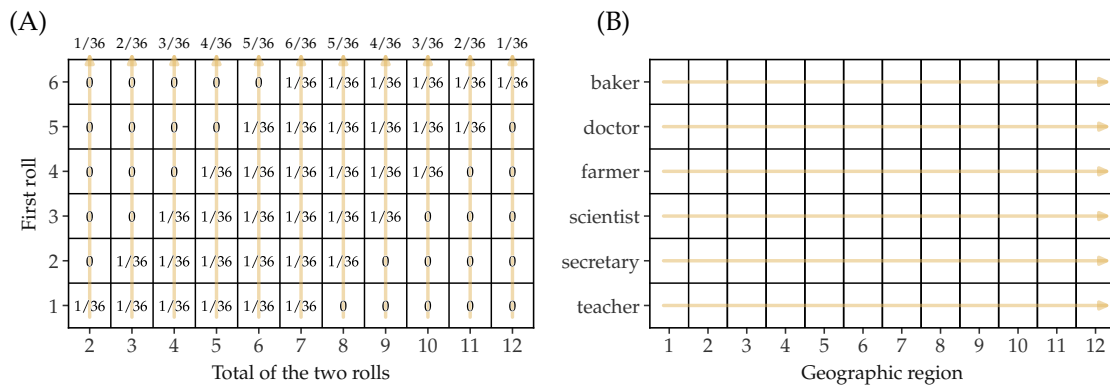 (A)
1/36 2/36 3/36 4/36 5/36 6/36 5/36 4/36 3/36 2/36 1/36
6 0 0 0 0 0 1/36 1/36 1/36 1/36 1/36 1/36
5 0 0 0 0 1/36 1/36 1/36 1/36 1/36 1/36 0
4 0 0 0 1/36 1/36 1/36 1/36 1/36 1/36 0 0
3 0 0 1/36 1/36 1/36 1/36 1/36 1/36 0 0 0
2 0 1/36 1/36 1/36 1/36 1/36 1/36 0 0 0 0
1 1/36 1/36 1/36 1/36 1/36 1/36 0 0 0 0 0
2 3 4 5 6 7 8 9 10 11 12
First roll
Total of the two rolls
(B)
baker
doctor
farmer
scientist
secretary
teacher
1 2 3 4 5 6 7 8 9 10 11 12
Geographic region